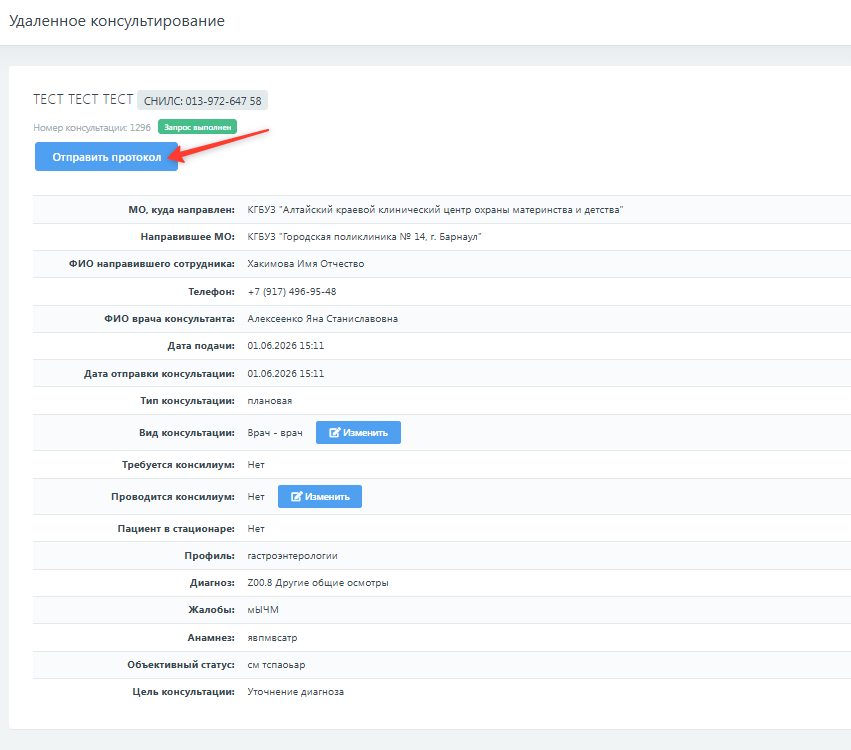 Удаленное консультирование
ТЕСТ ТЕСТ ТЕСТ СНИЛС: 013-972-647 58
Номер консультации: 1296 Запрос выполнен
Отправить протокол
МО, куда направлен: КГБУЗ "Алтайский краевой клинический центр охраны материнства и детства"
Направившее МО: КГБУЗ "Городская поликлиника № 14, г. Барнаул"
ФИО направившего сотрудника: Хакимова Имя Отчество
Телефон: +7 (917) 496-95-48
ФИО врача консультанта: Алексеенко Яна Станиславовна
Дата подачи: 01.06.2026 15:11
Дата отправки консультации: 01.06.2026 15:11
Тип консультации: плановая
Вид консультации: Врач - врач Изменить
Требуется консилиум: Нет
Проводится консилиум: Нет Изменить
Пациент в стационаре: Нет
Профиль: гастроэнтерологии
Диагноз: Z00.8 Другие общие осмотры
Жалобы: мЫЧМ
Анамнез: явпмвсатр
Объективный статус: см тспаоьар
Цель консультации: Уточнение диагноза